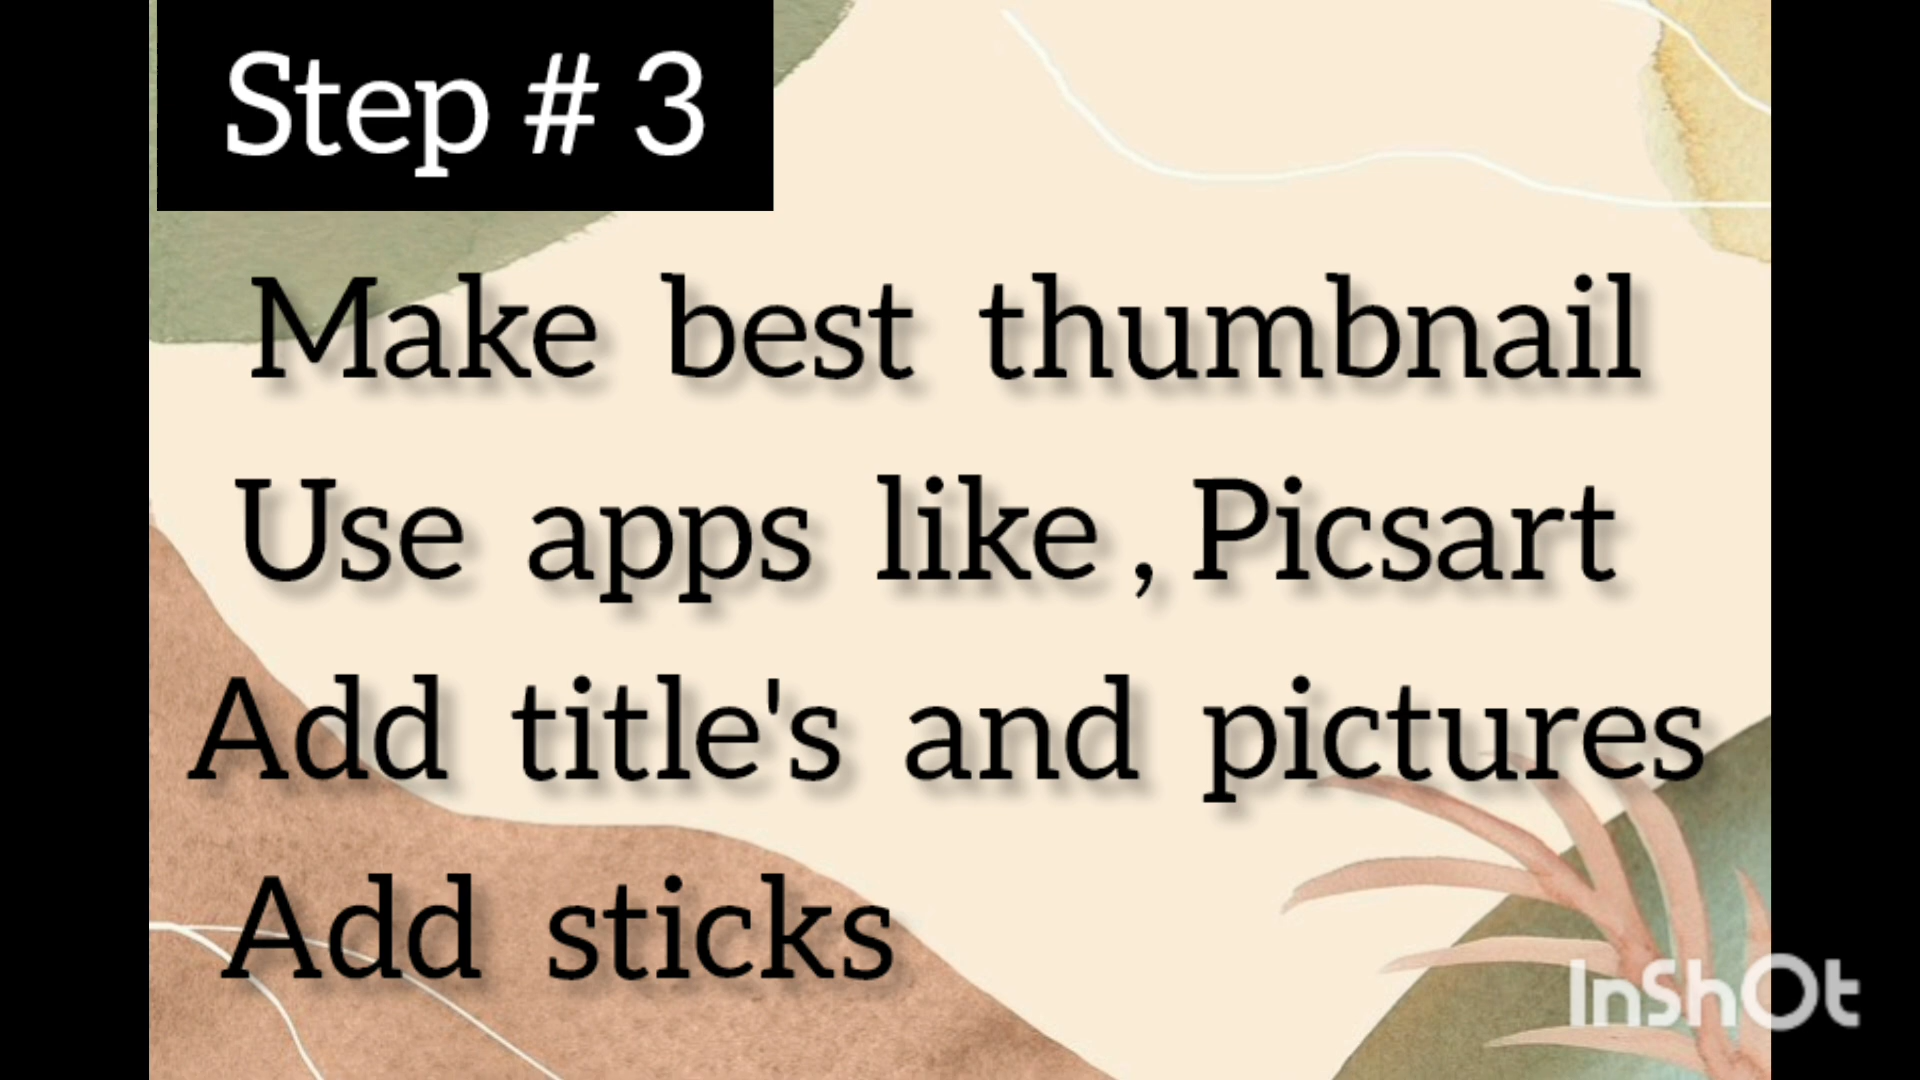 Step # 3
Make best thumbnail
Use apps like , Picsart
Add title's and pictures
Add sticks
InShOt